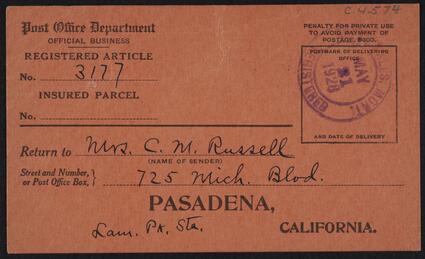 C.4574
Post Office Department
OFFICIAL BUSINESS
PENALTY FOR PRIVATE USE
TO AVOID PAYMENT OF
POSTAGE, $300.
REGISTERED ARTICLE
No. 3177
INSURED PARCEL
No.
POSTMARK OF DELIVERING
OFFICE
REGISTERED
MAY
21
1928
AND DATE OF DELIVERY
Return to Mrs. C. M. Russell
(NAME OF SENDER)
Street and Number,
or Post Office Box,
725 Mich. Blvd.
PASADENA,
Lam. Pk. Sta. CALIFORNIA.